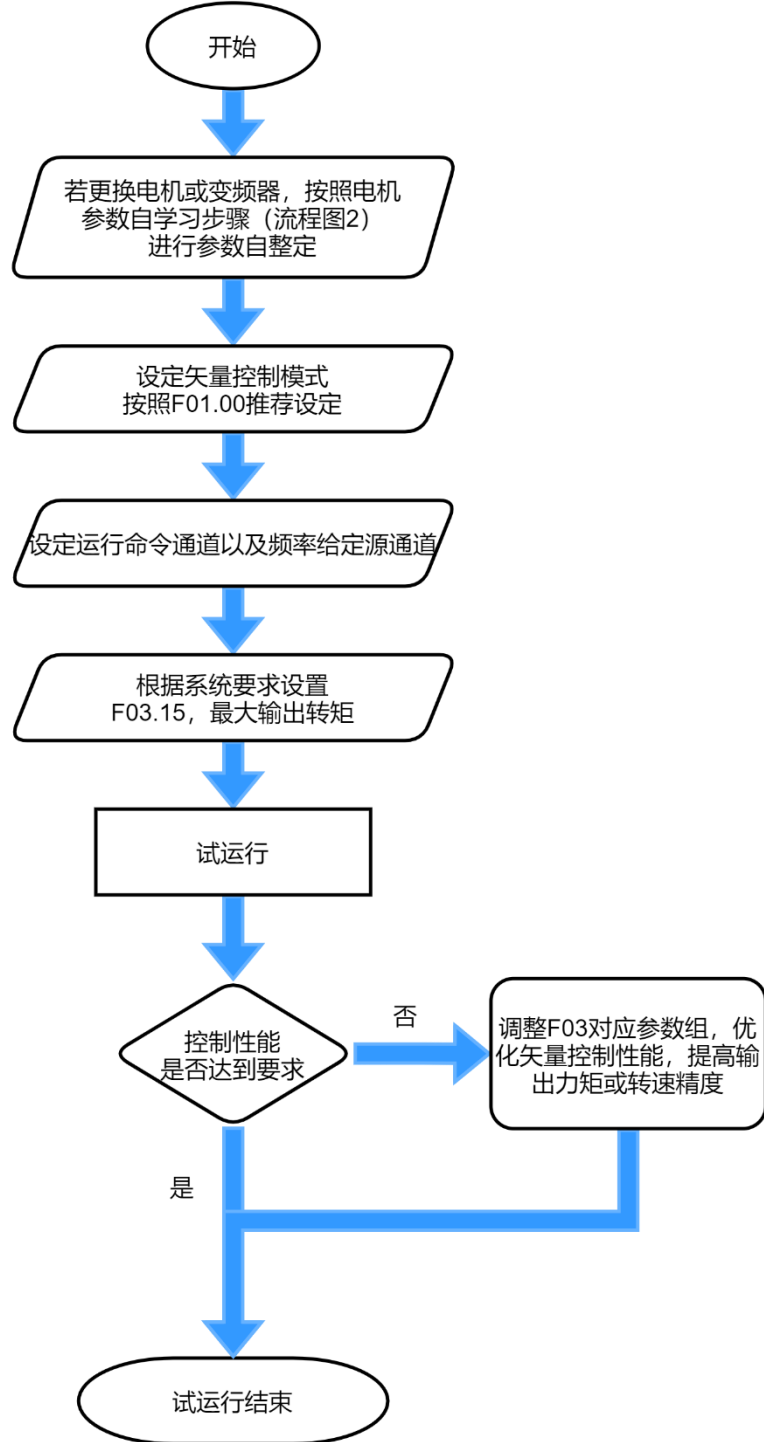 开始
若更换电机或变频器，按照电机
参数自学习步骤（流程图2）
进行参数自整定
设定矢量控制模式
按照F01.00推荐设定
设定运行命令通道以及频率给定源通道
根据系统要求设置
F03.15，最大输出转矩
试运行
控制性能
是否达到要求
否
调整F03对应参数组，优
化矢量控制性能，提高输
出力矩或转速精度
是
试运行结束